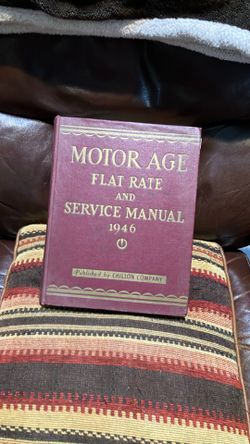 MOTOR AGE
FLAT RATE
AND
SERVICE MANUAL
1946
Published by CHILTON COMPANY